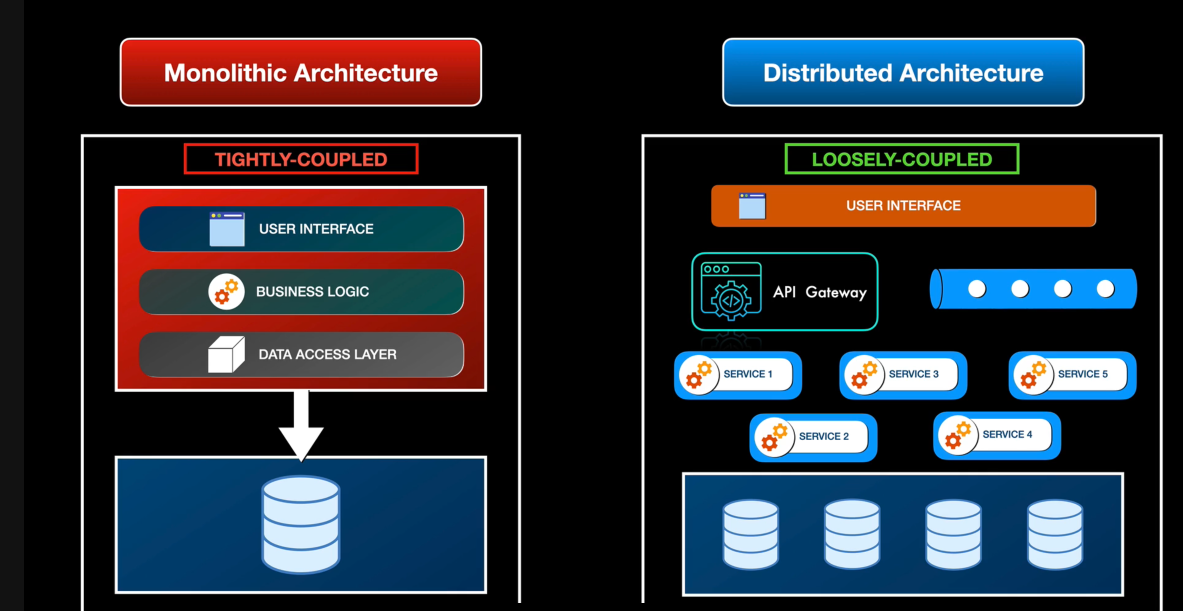 Monolithic Architecture
TIGHTLY-COUPLED
USER INTERFACE
BUSINESS LOGIC
DATA ACCESS LAYER
Distributed Architecture
LOOSELY-COUPLED
USER INTERFACE
API Gateway
SERVICE 1
SERVICE 3
SERVICE 5
SERVICE 2
SERVICE 4